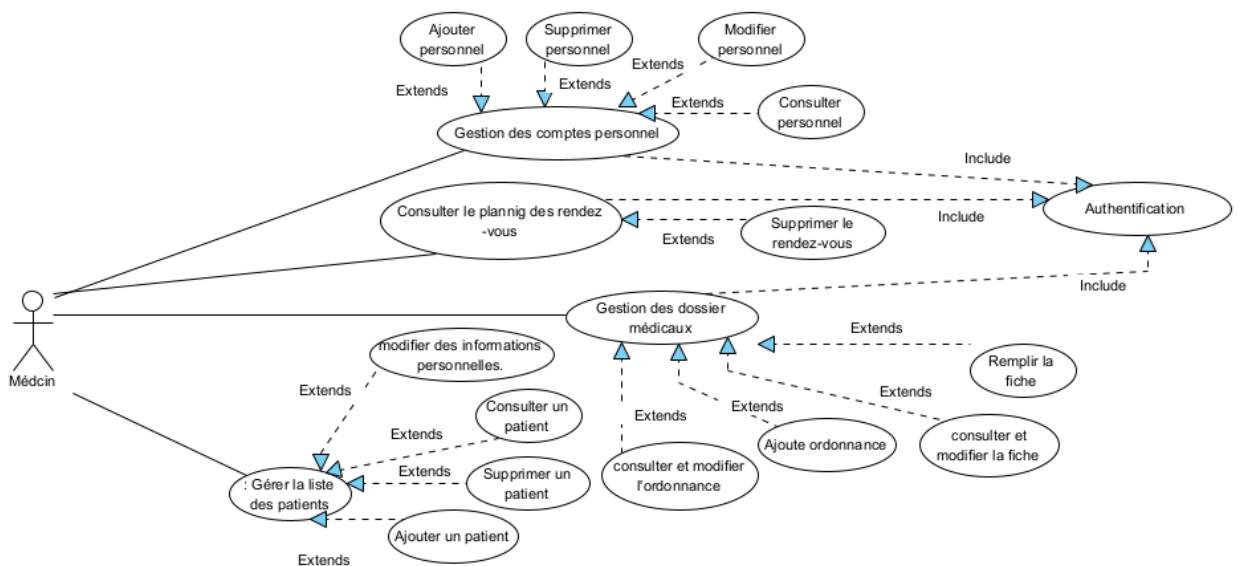 Ajouter
personnel
Supprimer
personnel
Modifier
personnel
Extends
Extends
Extends
Extends
Consulter
personnel
Gestion des comptes personnel
Include
Consulter le plannig des rendez
-vous
Include
Authentification
Supprimer le
rendez-vous
Extends
Include
Gestion des dossier
médicaux
Extends
Remplir la
fiche
Médcin
modifier des informations
personnelles.
Extends
Consulter un
patient
Extends
Extends
Supprimer un
patient
: Gérer la liste
des patients
Ajouter un patient
Extends
Extends
consulter et modifier
l'ordonnance
Extends
Ajoute ordonnance
Extends
consulter et
modifier la fiche